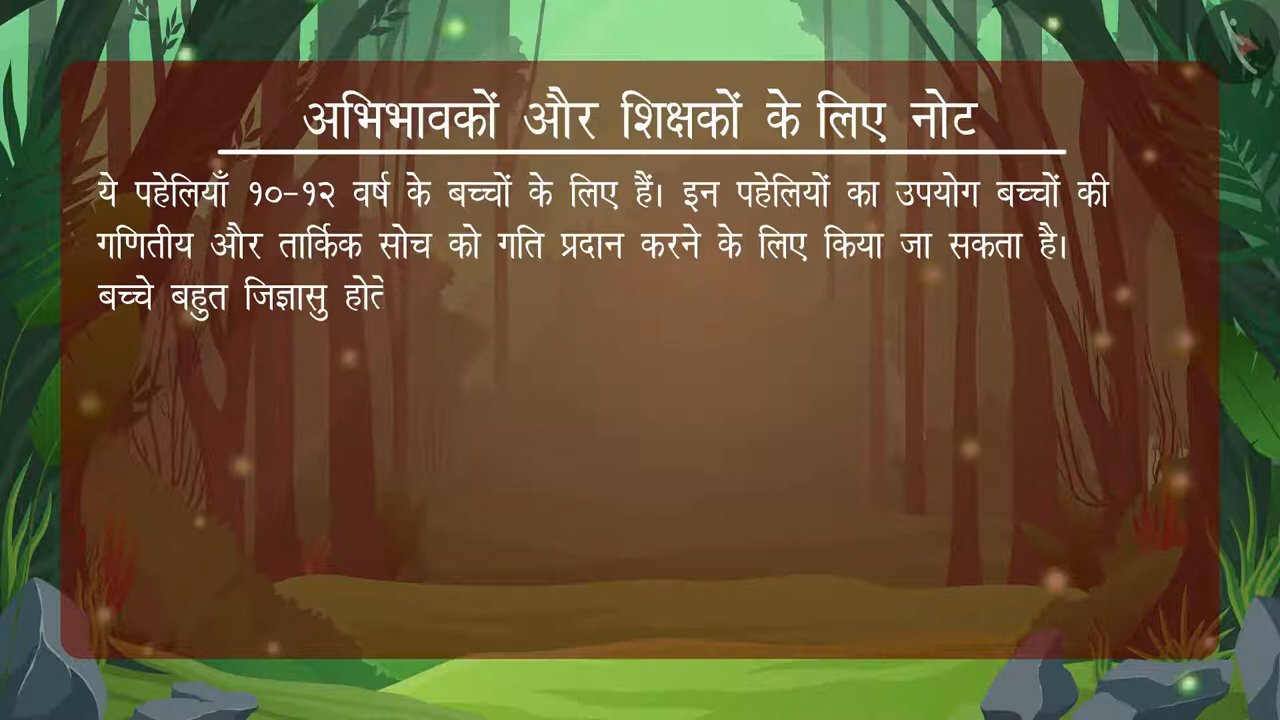 अभिभावकों और शिक्षकों के लिए नोट
ये पहेलियाँ १०-१२ वर्ष के बच्चों के लिए हैं। इन पहेलियों का उपयोग बच्चों की
गणितीय और तार्किक सोच को गति प्रदान करने के लिए किया जा सकता है।
बच्चे बहुत जिज्ञासु होते